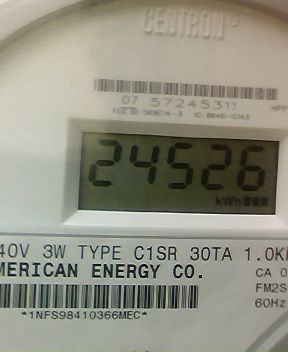 CENTRON®
07 57245311
24526
kWh
40V 3W TYPE C1SR 30TA 1.0K
MERICAN ENERGY CO.
CA 0
FM2S
60Hz
*1NFS98410366MEC*